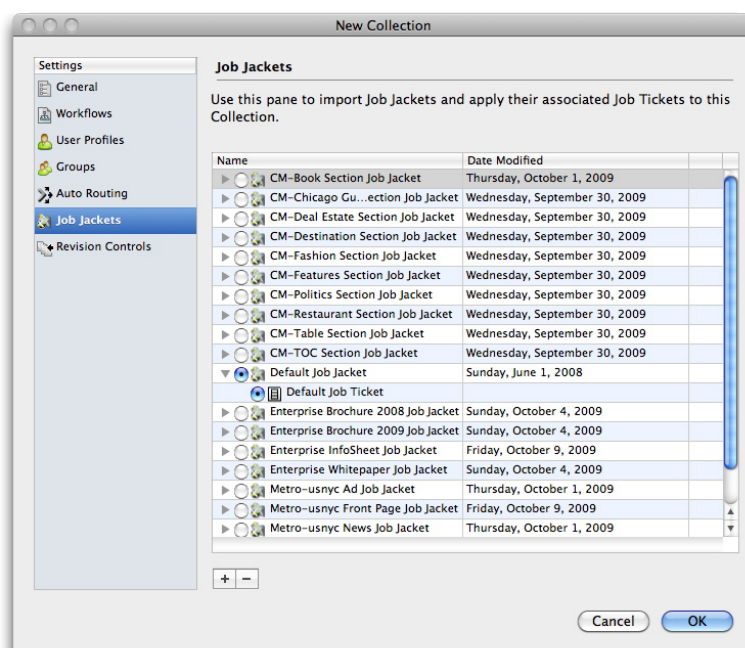 New Collection
Settings
General
Workflows
User Profiles
Groups
Auto Routing
Job Jackets
Revision Controls
Job Jackets
Use this pane to import Job Jackets and apply their associated Job Tickets to this
Collection.
Name Date Modified
CM-Book Section Job Jacket Thursday, October 1, 2009
CM-Chicago Gu...ection Job Jacket Wednesday, September 30, 2009
CM-Deal Estate Section Job Jacket Wednesday, September 30, 2009
CM-Destination Section Job Jacket Wednesday, September 30, 2009
CM-Fashion Section Job Jacket Wednesday, September 30, 2009
CM-Features Section Job Jacket Wednesday, September 30, 2009
CM-Politics Section Job Jacket Wednesday, September 30, 2009
CM-Restaurant Section Job Jacket Wednesday, September 30, 2009
CM-Table Section Job Jacket Wednesday, September 30, 2009
CM-TOC Section Job Jacket Wednesday, September 30, 2009
Default Job Jacket Sunday, June 1, 2008
Default Job Ticket
Enterprise Brochure 2008 Job Jacket Sunday, October 4, 2009
Enterprise Brochure 2009 Job Jacket Sunday, October 4, 2009
Enterprise InfoSheet Job Jacket Friday, October 9, 2009
Enterprise Whitepaper Job Jacket Sunday, October 4, 2009
Metro-usnyc Ad Job Jacket Thursday, October 1, 2009
Metro-usnyc Front Page Job Jacket Friday, October 9, 2009
Metro-usnyc News Job Jacket Thursday, October 1, 2009
+ −
Cancel OK